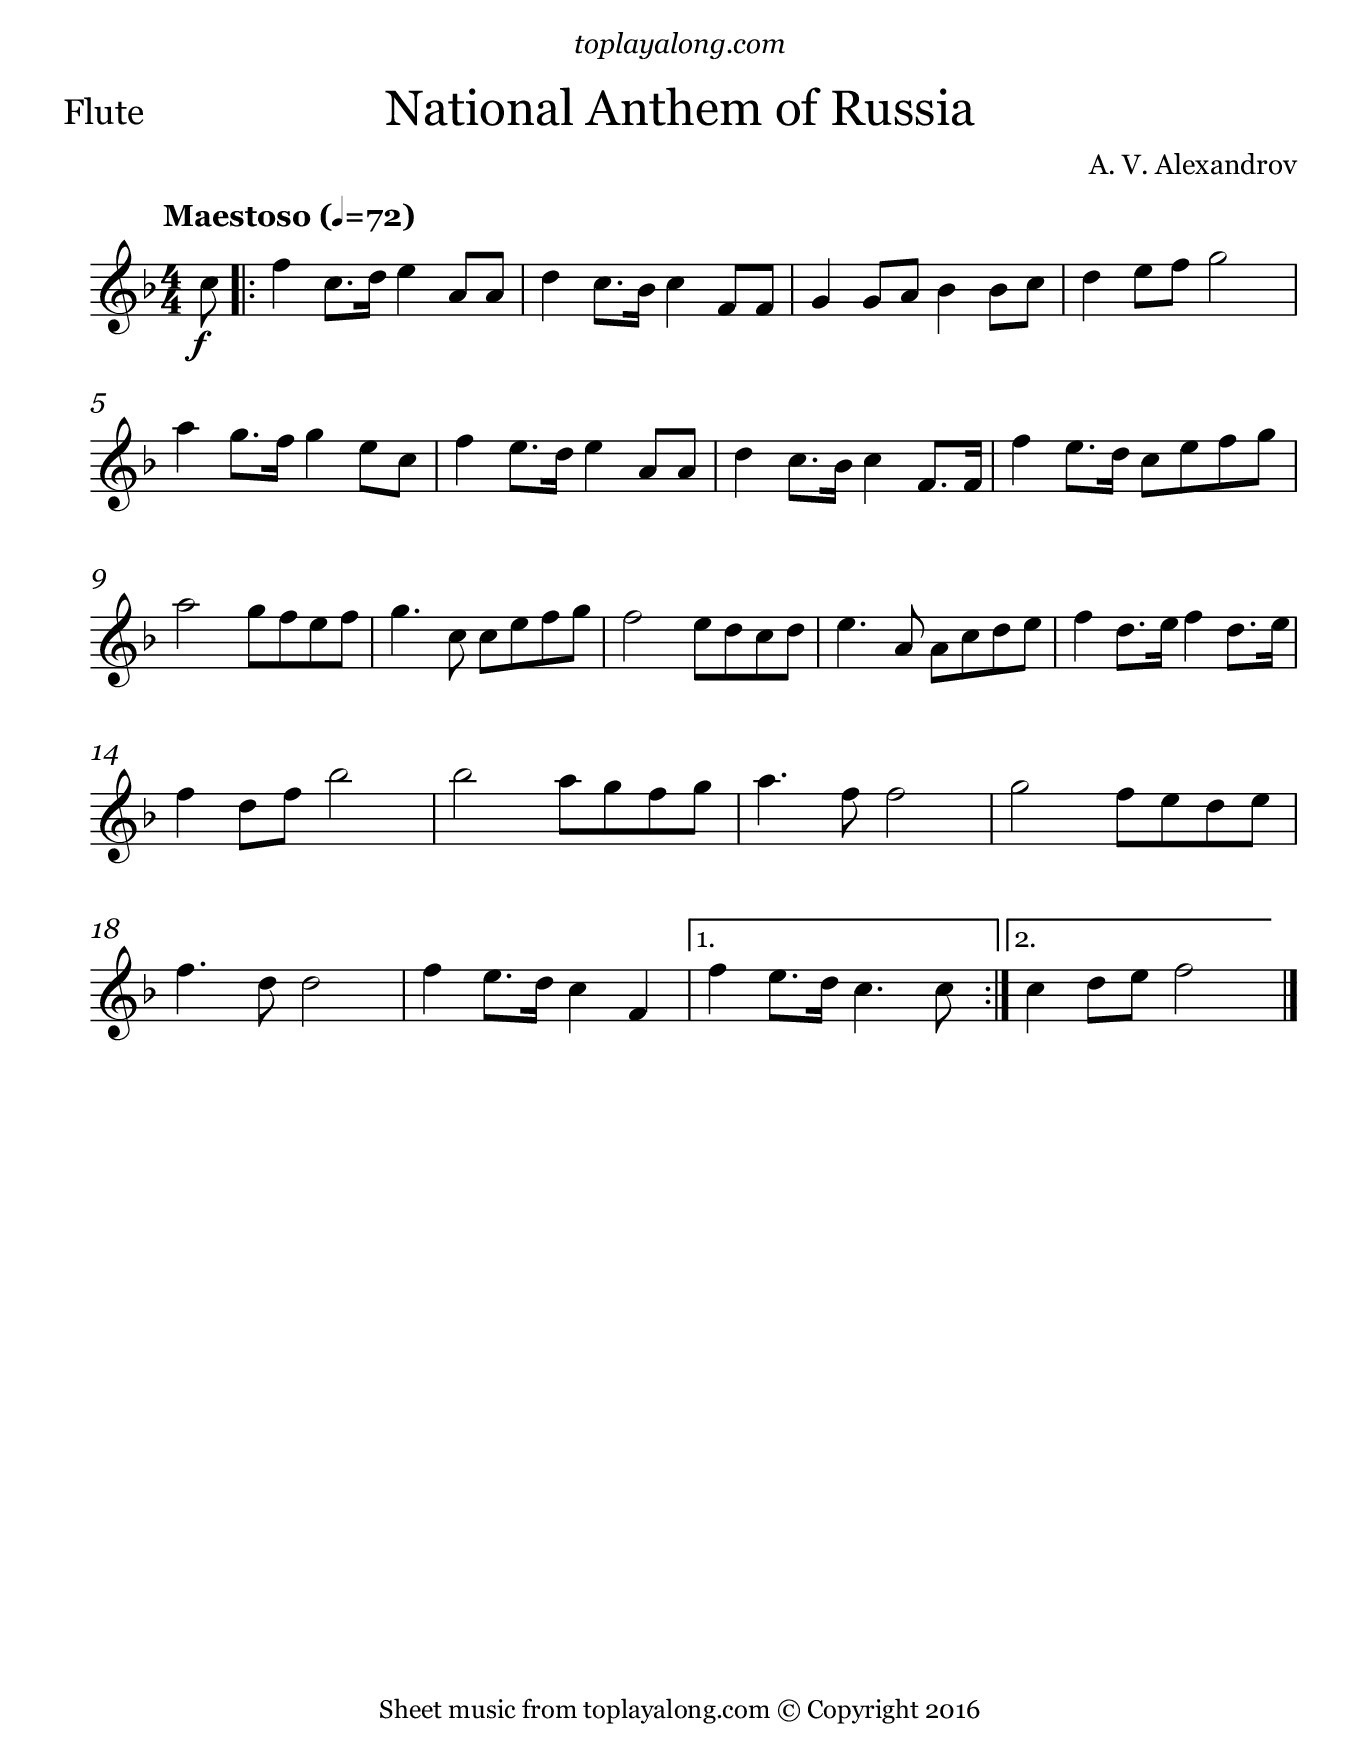 toplayalong.com
Flute
National Anthem of Russia
A. V. Alexandrov
Maestoso (♩=72)
4
4
f
5
9
14
18
1.
2.
Sheet music from toplayalong.com © Copyright 2016